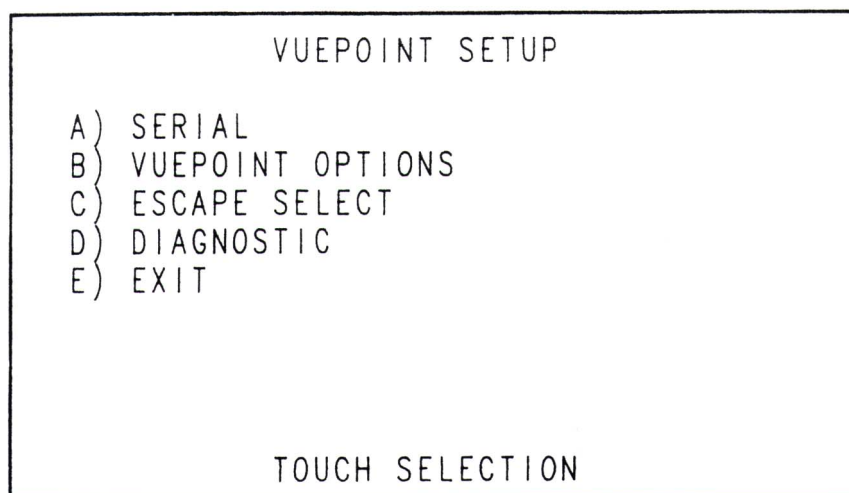 VUEPOINT SETUP
A) SERIAL
B) VUEPOINT OPTIONS
C) ESCAPE SELECT
D) DIAGNOSTIC
E) EXIT
TOUCH SELECTION